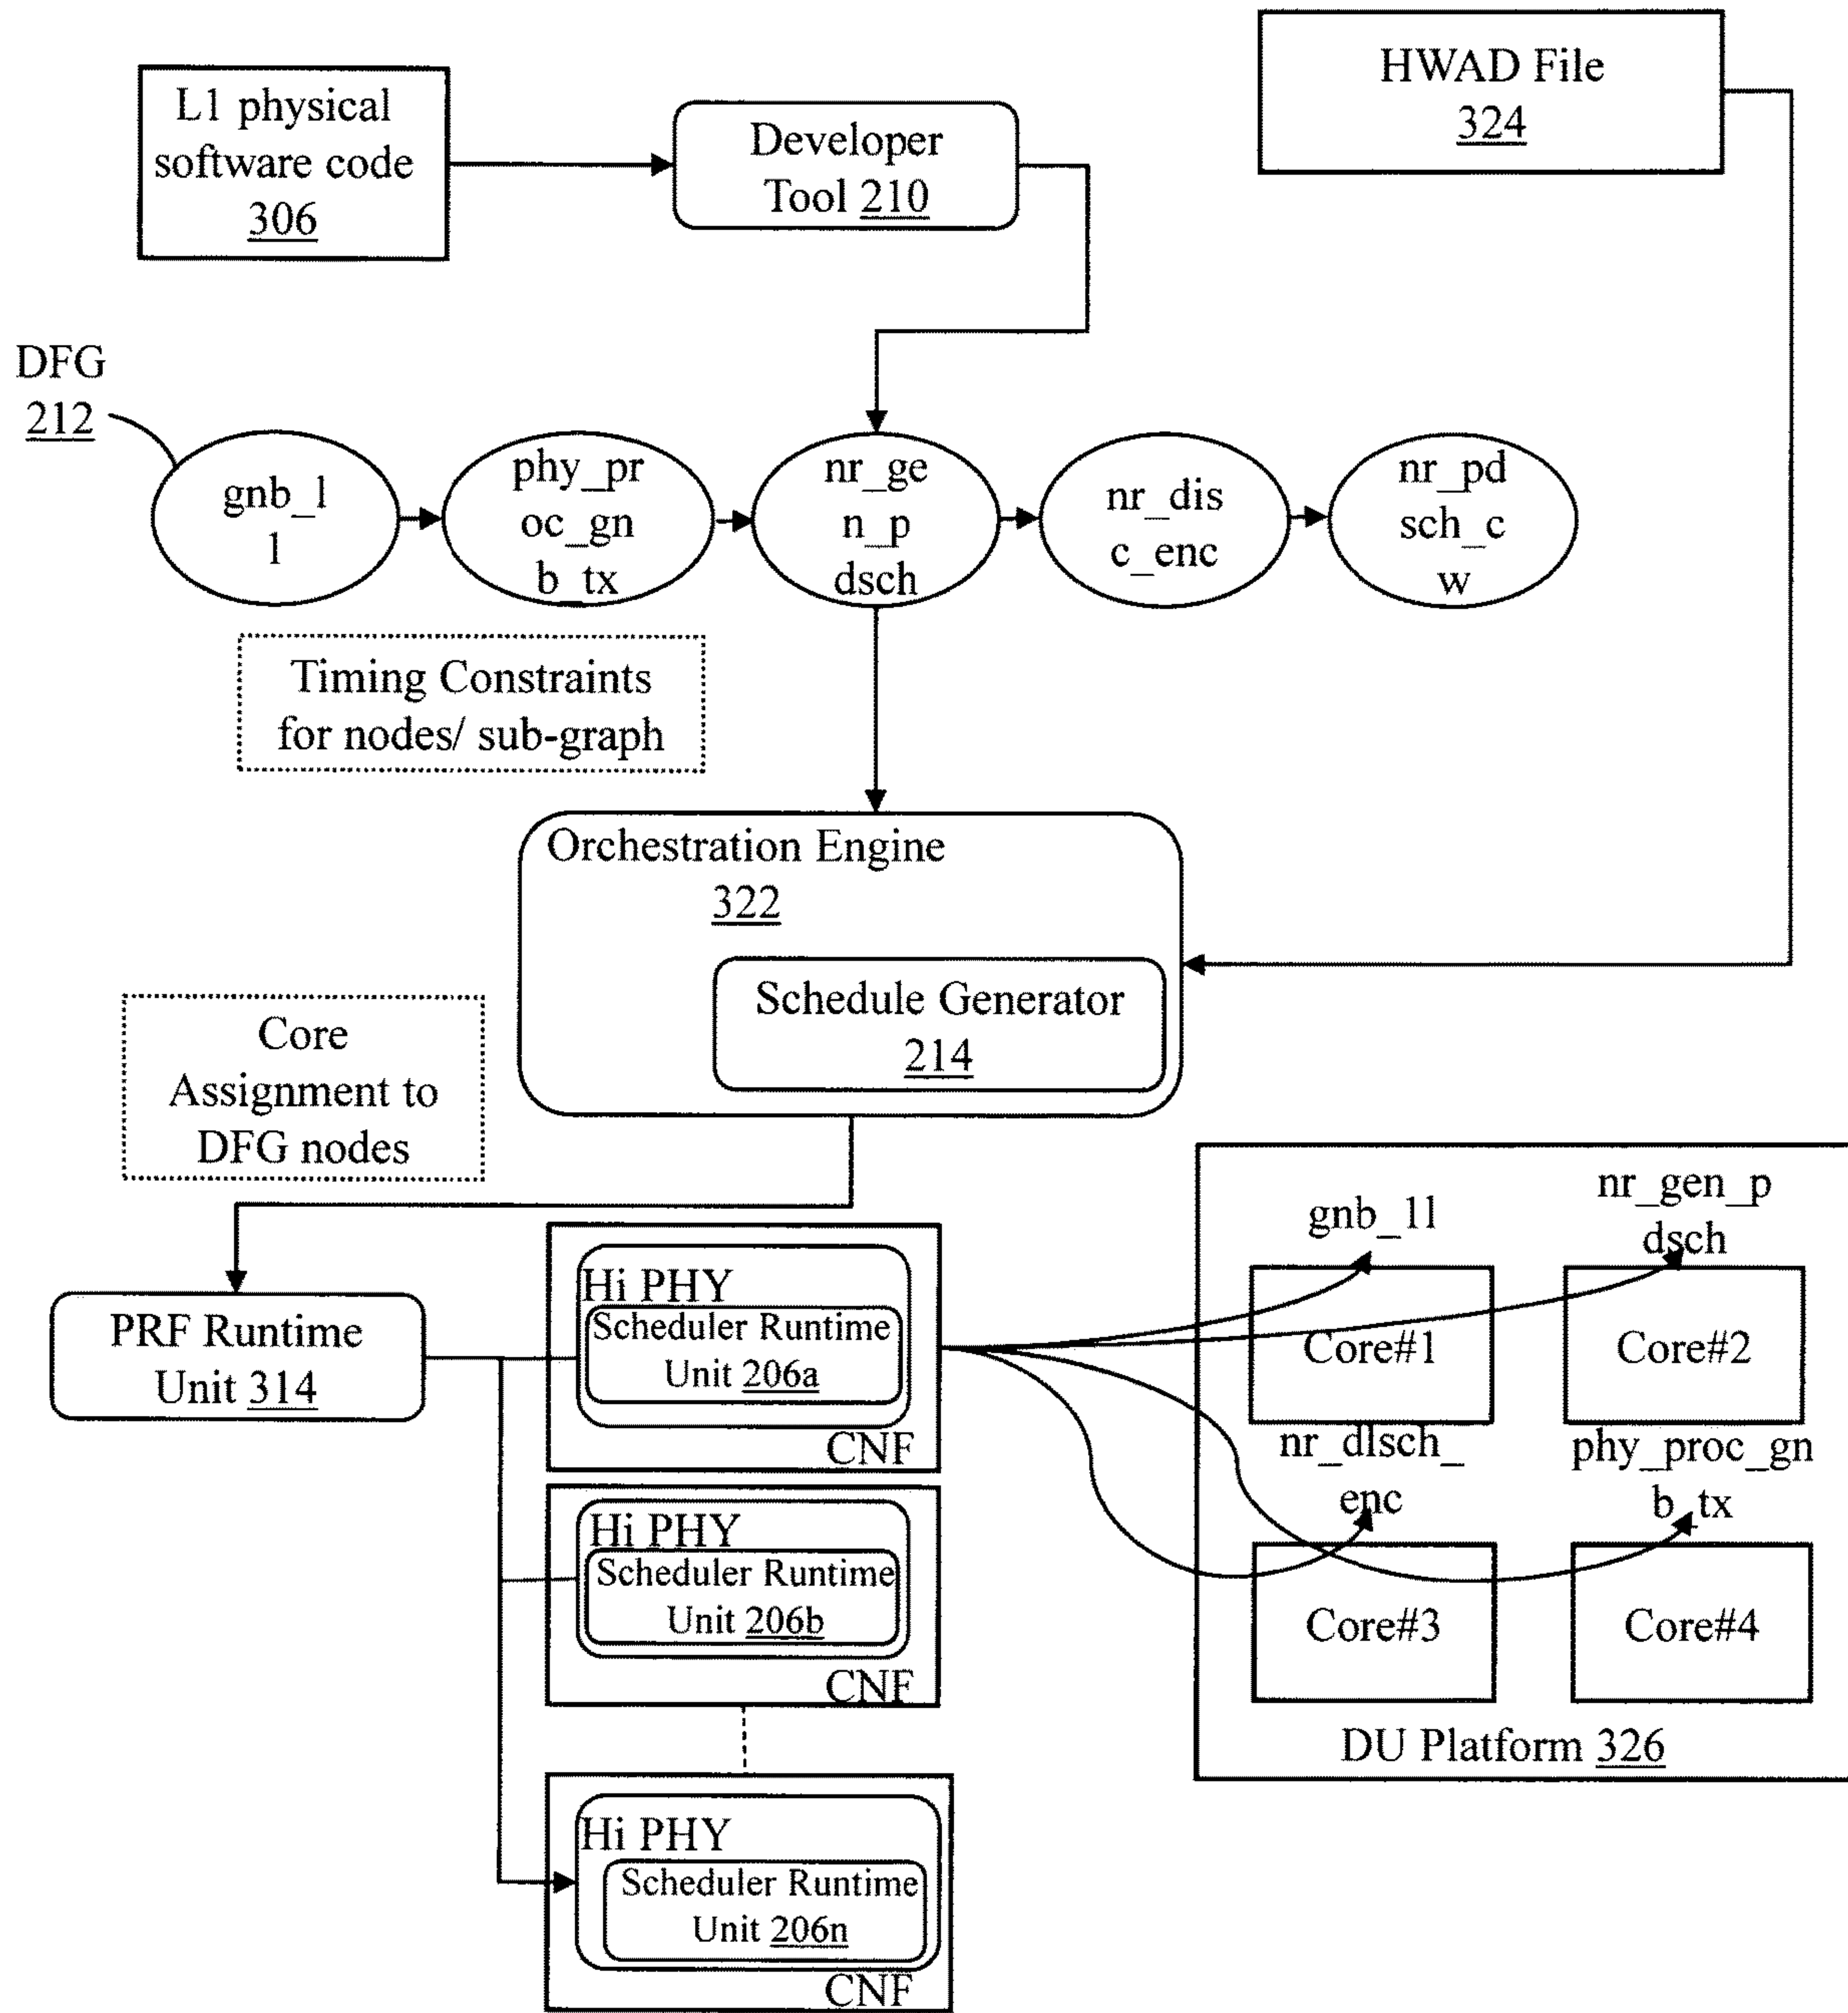 L1 physical
software code
306
Developer
Tool 210
HWAD File
324
DFG
212
gnb_l
1
phy_pr
oc_gn
b_tx
nr_ge
n_p
dsch
nr_dis
c_enc
nr_pd
sch_c
w
Timing Constraints
for nodes/ sub-graph
Orchestration Engine
322
Schedule Generator
214
Core
Assignment to
DFG nodes
PRF Runtime
Unit 314
Hi PHY
Scheduler Runtime
Unit 206a
CNF
Hi PHY
Scheduler Runtime
Unit 206b
CNF
Hi PHY
Scheduler Runtime
Unit 206n
CNF
gnb_1l
nr_gen_p
dsch
Core#1
Core#2
nr_dlsch_
enc
phy_proc_gn
b_tx
Core#3
Core#4
DU Platform 326